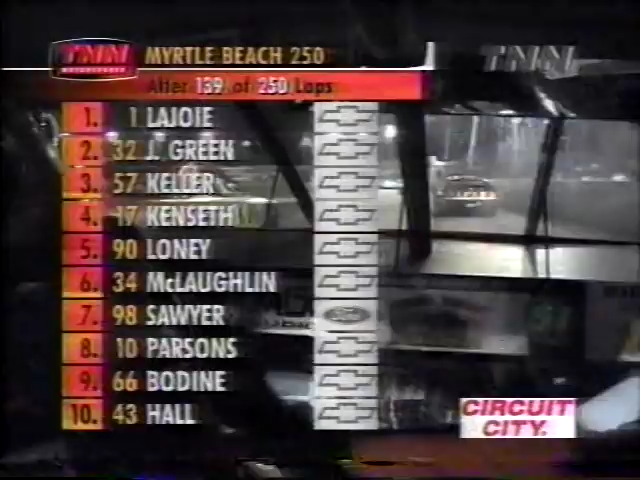 TNN MYRTLE BEACH 250
MOTORSPORTS
TNN
After 139 of 250 Laps
1. 1 LAJOIE
2. 32 J. GREEN
3. 57 KELLER
4. 17 KENSETH
5. 90 LONEY
6. 34 McLAUGHLIN
7. 98 SAWYER Ford
8. 10 PARSONS
9. 66 BODINE
10. 43 HALL
CIRCUIT
CITY.